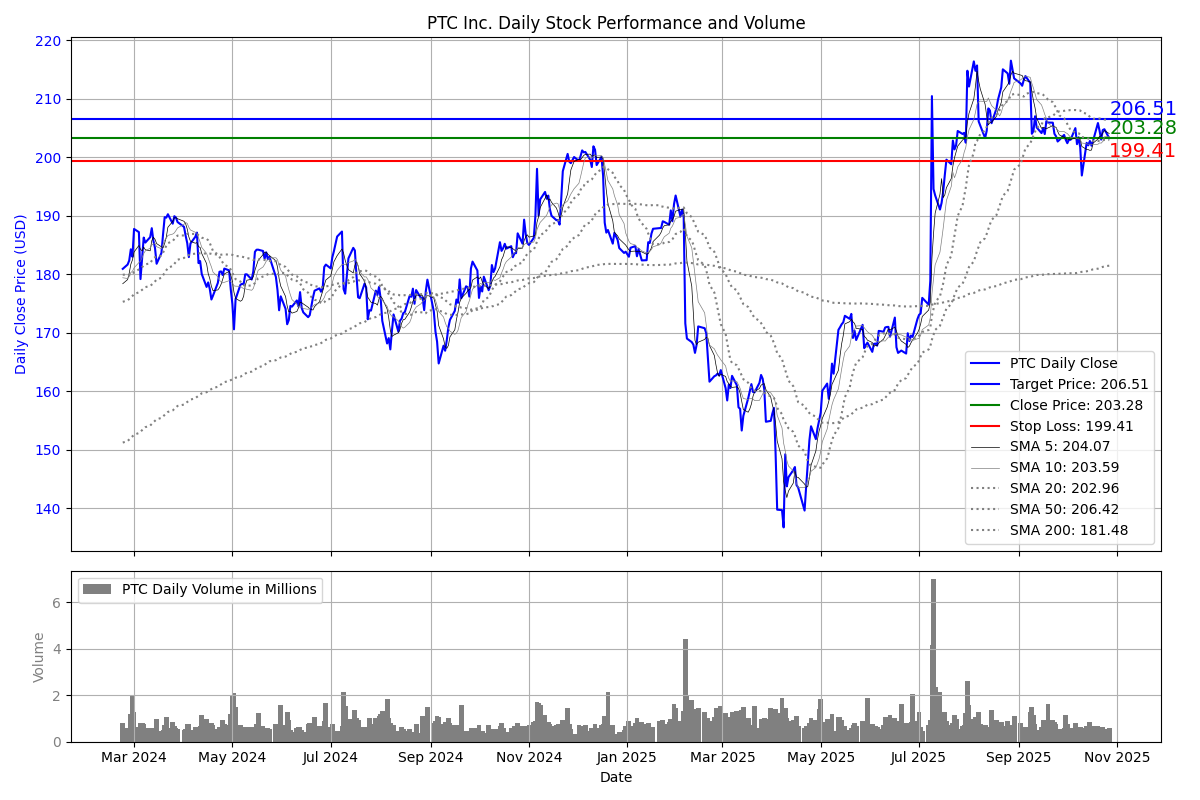 PTC Inc. Daily Stock Performance and Volume
220
210
200
190
180
170
160
150
140
Daily Close Price (USD)
206.51
203.28
199.41
PTC Daily Close
Target Price: 206.51
Close Price: 203.28
Stop Loss: 199.41
SMA 5: 204.07
SMA 10: 203.59
SMA 20: 202.96
SMA 50: 206.42
SMA 200: 181.48
PTC Daily Volume in Millions
6
4
2
0
Volume
Mar 2024
May 2024
Jul 2024
Sep 2024
Nov 2024
Jan 2025
Mar 2025
May 2025
Jul 2025
Sep 2025
Nov 2025
Date